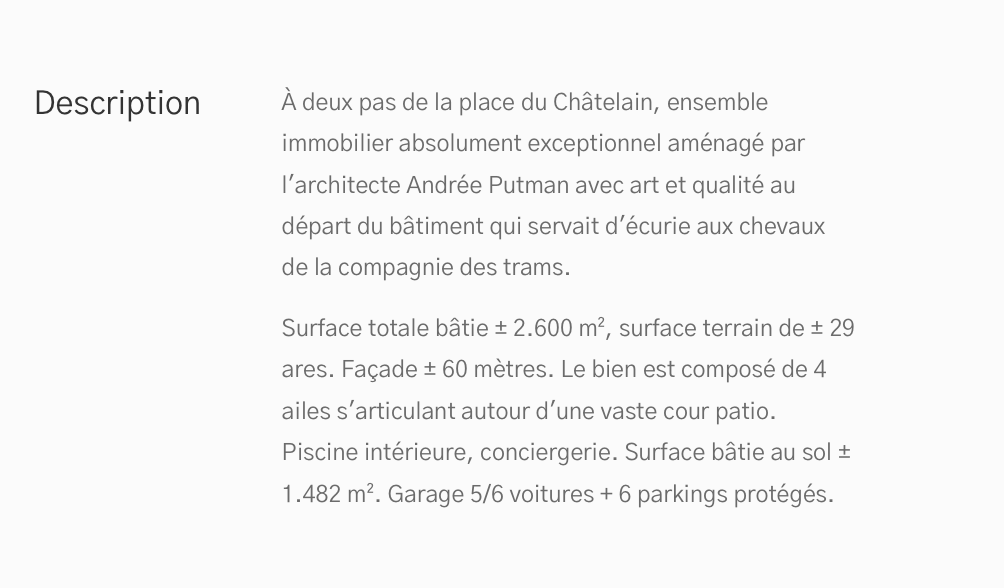 Description
À deux pas de la place du Châtelain, ensemble
immobilier absolument exceptionnel aménagé par
l’architecte Andrée Putman avec art et qualité au
départ du bâtiment qui servait d’écurie aux chevaux
de la compagnie des trams.
Surface totale bâtie ± 2.600 m², surface terrain de ± 29
ares. Façade ± 60 mètres. Le bien est composé de 4
ailes s’articulant autour d’une vaste cour patio.
Piscine intérieure, conciergerie. Surface bâtie au sol ±
1.482 m². Garage 5/6 voitures + 6 parkings protégés.